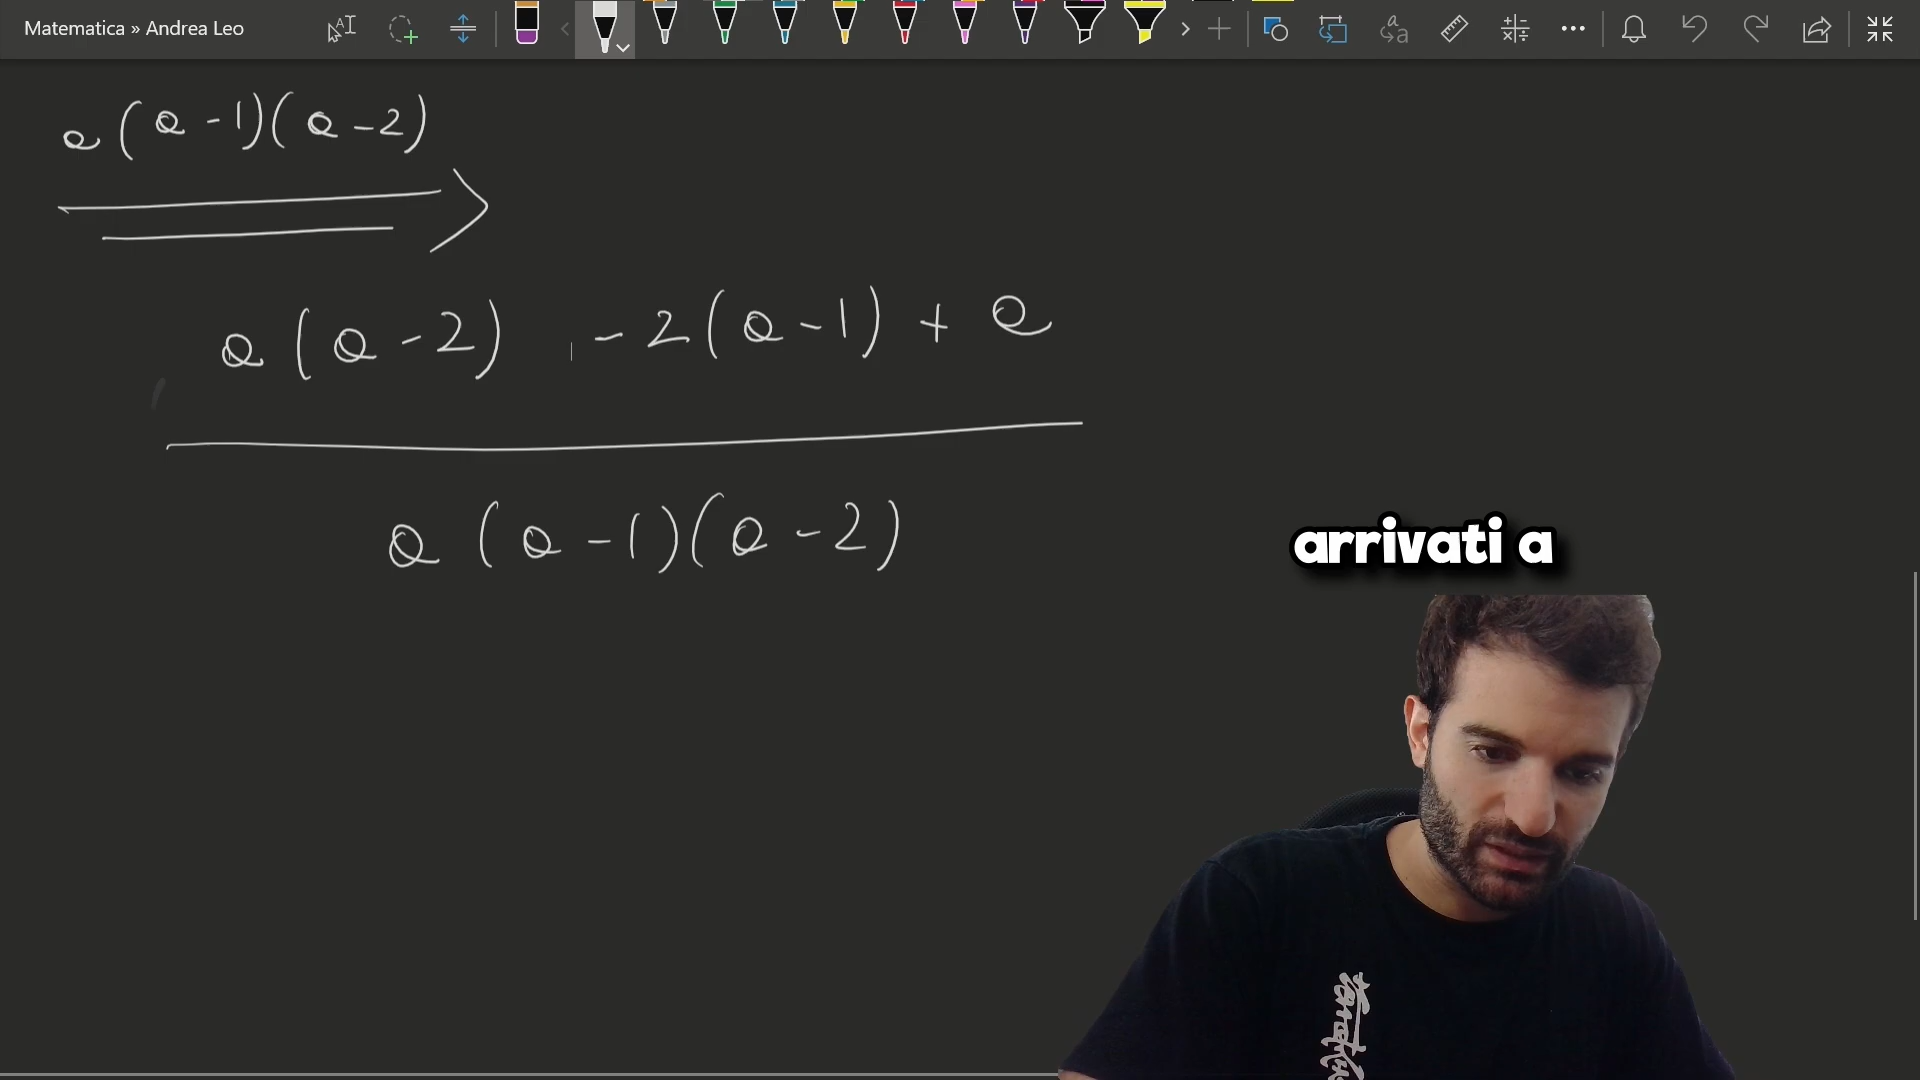 Matematica » Andrea Leo
a(a-1)(a-2)
a(a-2) -2(a-1)+a
a(a-1)(a-2)
arrivati a